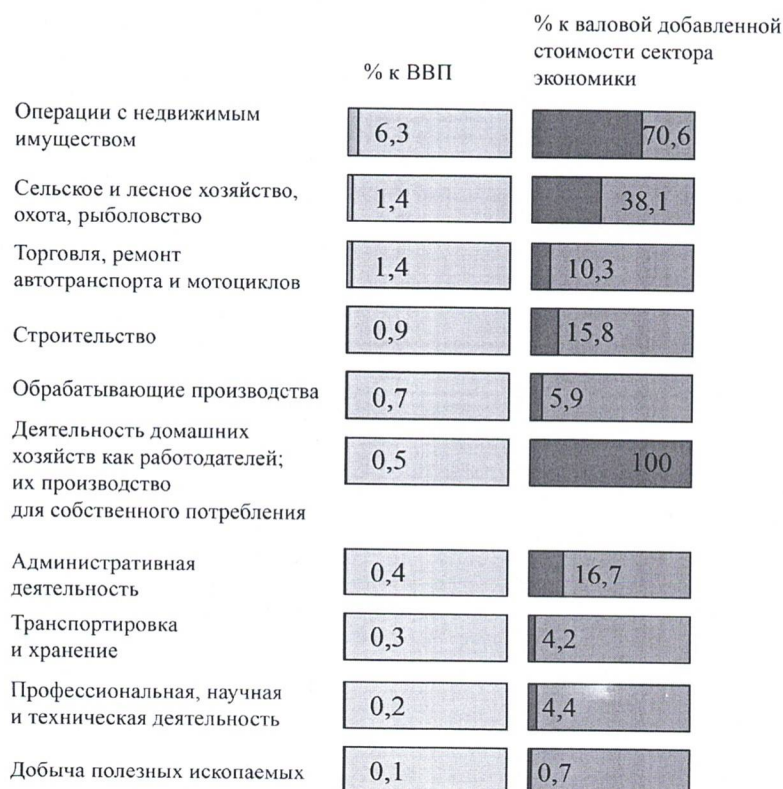 % к ВВП
% к валовой добавленной
стоимости сектора
экономики
Операции с недвижимым
имуществом
6,3
70,6
Сельское и лесное хозяйство,
охота, рыболовство
1,4
38,1
Торговля, ремонт
автотранспорта и мотоциклов
1,4
10,3
Строительство
0,9
15,8
Обрабатывающие производства
0,7
5,9
Деятельность домашних
хозяйств как работодателей;
их производство
для собственного потребления
0,5
100
Административная
деятельность
0,4
16,7
Транспортировка
и хранение
0,3
4,2
Профессиональная, научная
и техническая деятельность
0,2
4,4
Добыча полезных ископаемых
0,1
0,7